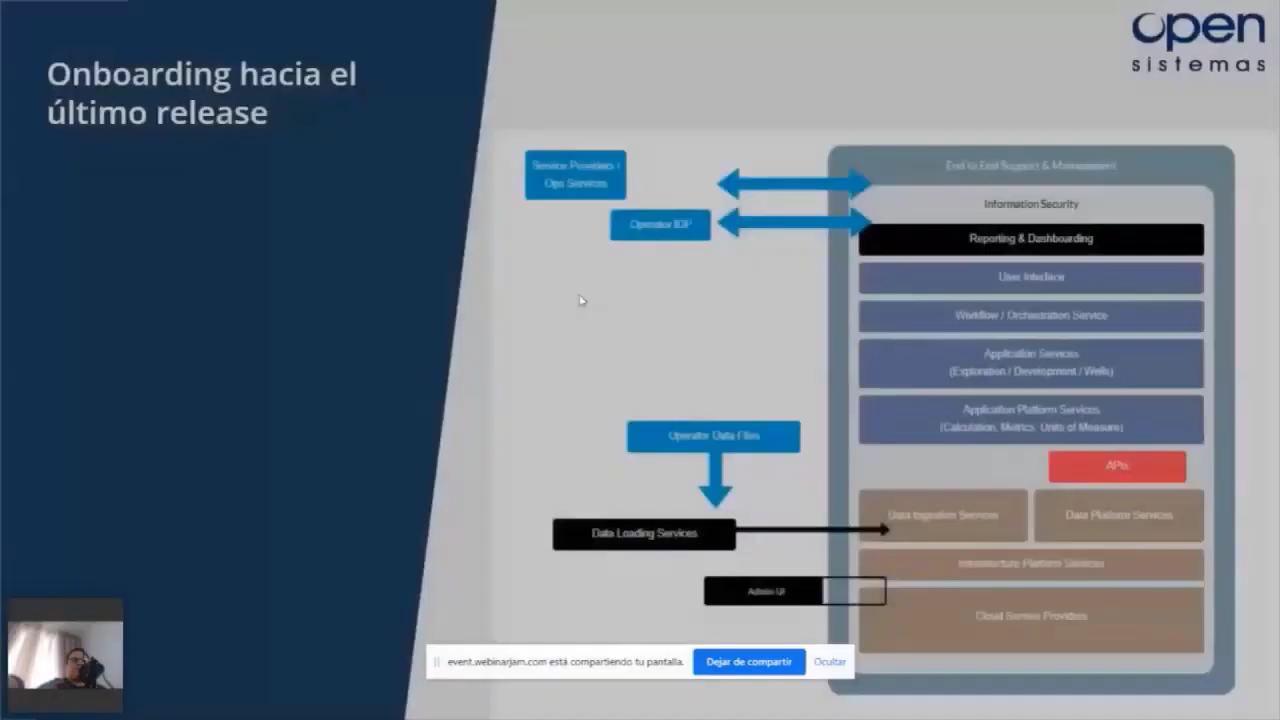 Onboarding hacia el
último release
open
sistemas
Service Providers /
Ops Services
Operator IDP
End to End Support & Management
Information Security
Reporting & Dashboarding
User Interface
Workflow / Orchestration Service
Application Services
(Exploration / Development / Wells)
Application Platform Services
(Calculation, Metrics, Units of Measure)
Operator Data Files
APIs
Data Ingestion Services
Data Platform Services
Data Loading Services
Infrastructure Platform Services
Admin UI
Cloud Service Providers
event.webinarjam.com está compartiendo tu pantalla.
Dejar de compartir
Ocultar